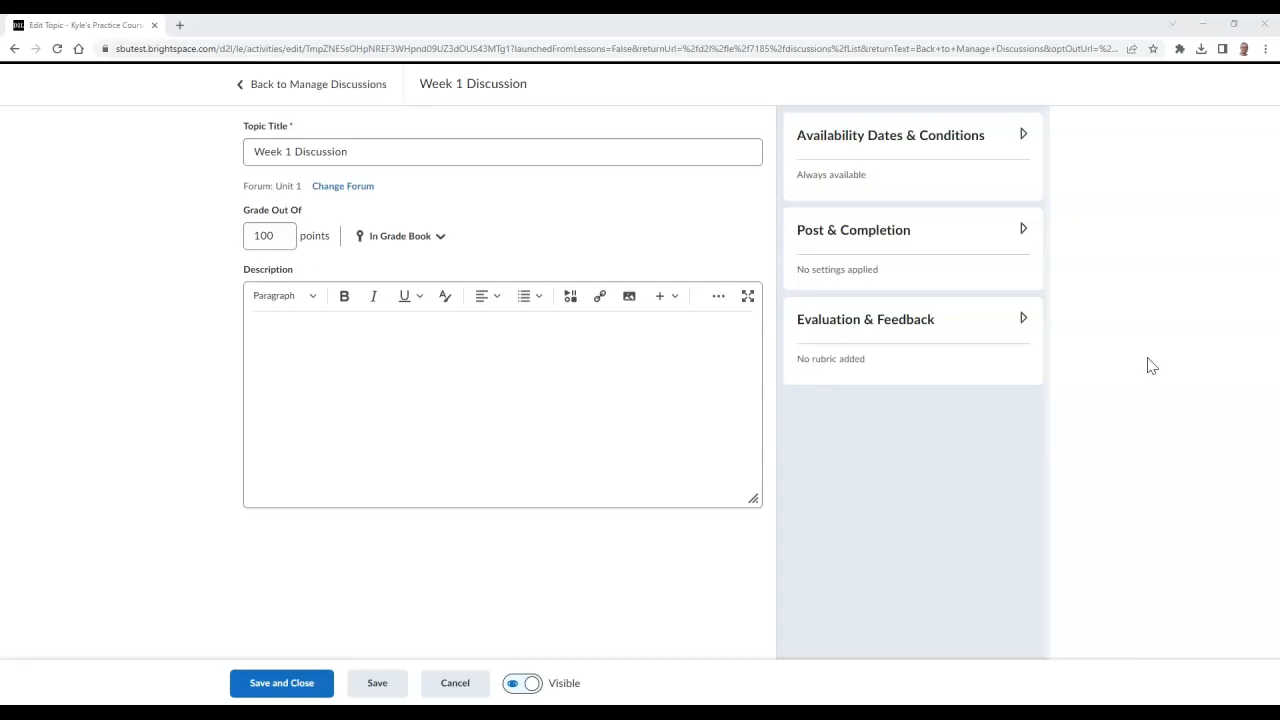 Edit Topic - Kyle's Practice Cours
sbutest.brightspace.com/d2l/le/activities/edit/TmpZNE5sOHpNREF3WHpnd09UZ3dOUS43MTg1?launchedFromLessons=False&returnUrl=%2fd2l%2fle%2f7185%2fdiscussions%2fList&returnText=Back+to+Manage+Discussions&optOutUrl=%2...
Back to Manage Discussions
Week 1 Discussion
Topic Title *
Week 1 Discussion
Forum: Unit 1 Change Forum
Grade Out Of
100 points In Grade Book
Description
Paragraph
Availability Dates & Conditions
Always available
Post & Completion
No settings applied
Evaluation & Feedback
No rubric added
Save and Close
Save
Cancel
Visible